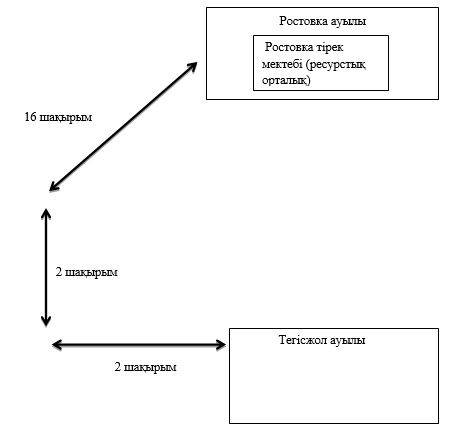 Ростовка ауылы
Ростовка тірек
мектебі (ресурстық
орталық)
16 шақырым
2 шақырым
Тегісжол ауылы
2 шақырым